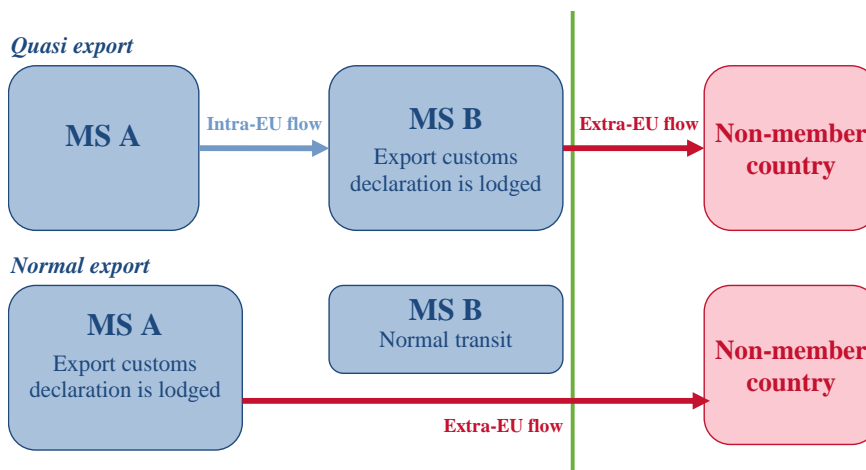 Quasi export
MS A
Intra-EU flow
MS B
Export customs
declaration is lodged
Extra-EU flow
Non-member
country
Normal export
MS A
Export customs
declaration is lodged
MS B
Normal transit
Extra-EU flow
Non-member
country